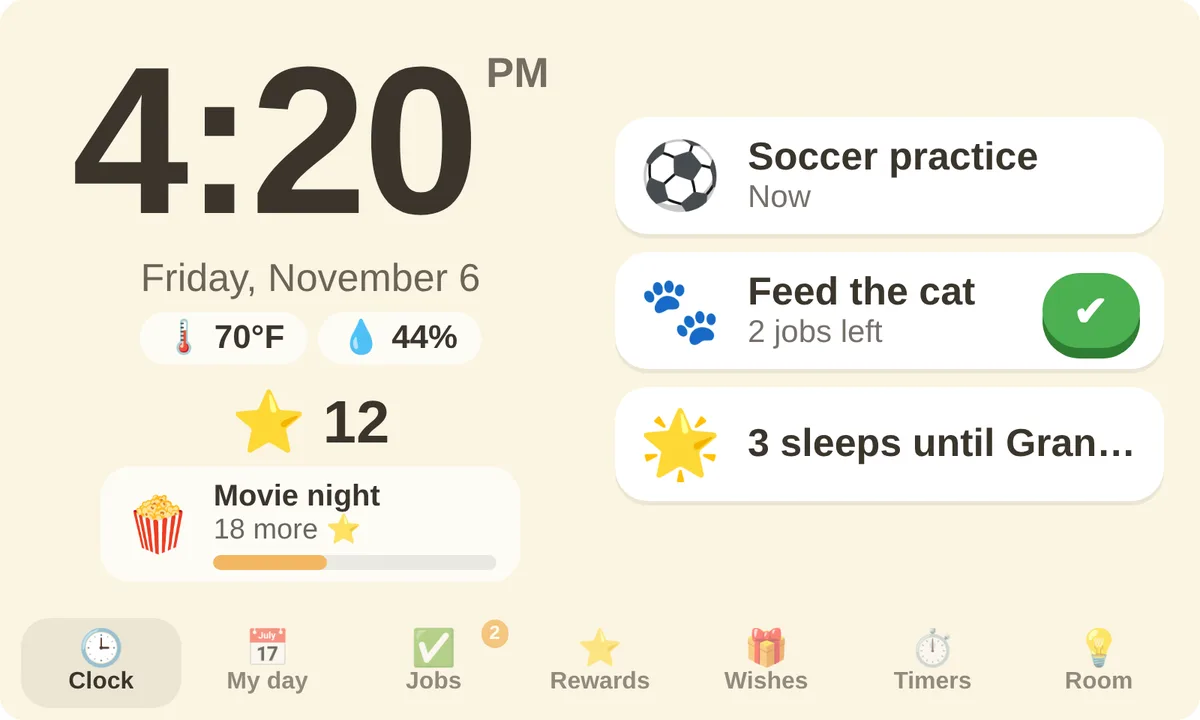 4:20 PM
Friday, November 6
70°F
44%
12
Movie night
18 more
Soccer practice
Now
Feed the cat
2 jobs left
✔
3 sleeps until Gran…
Clock
July
17
My day
Jobs
2
Rewards
Wishes
Timers
Room